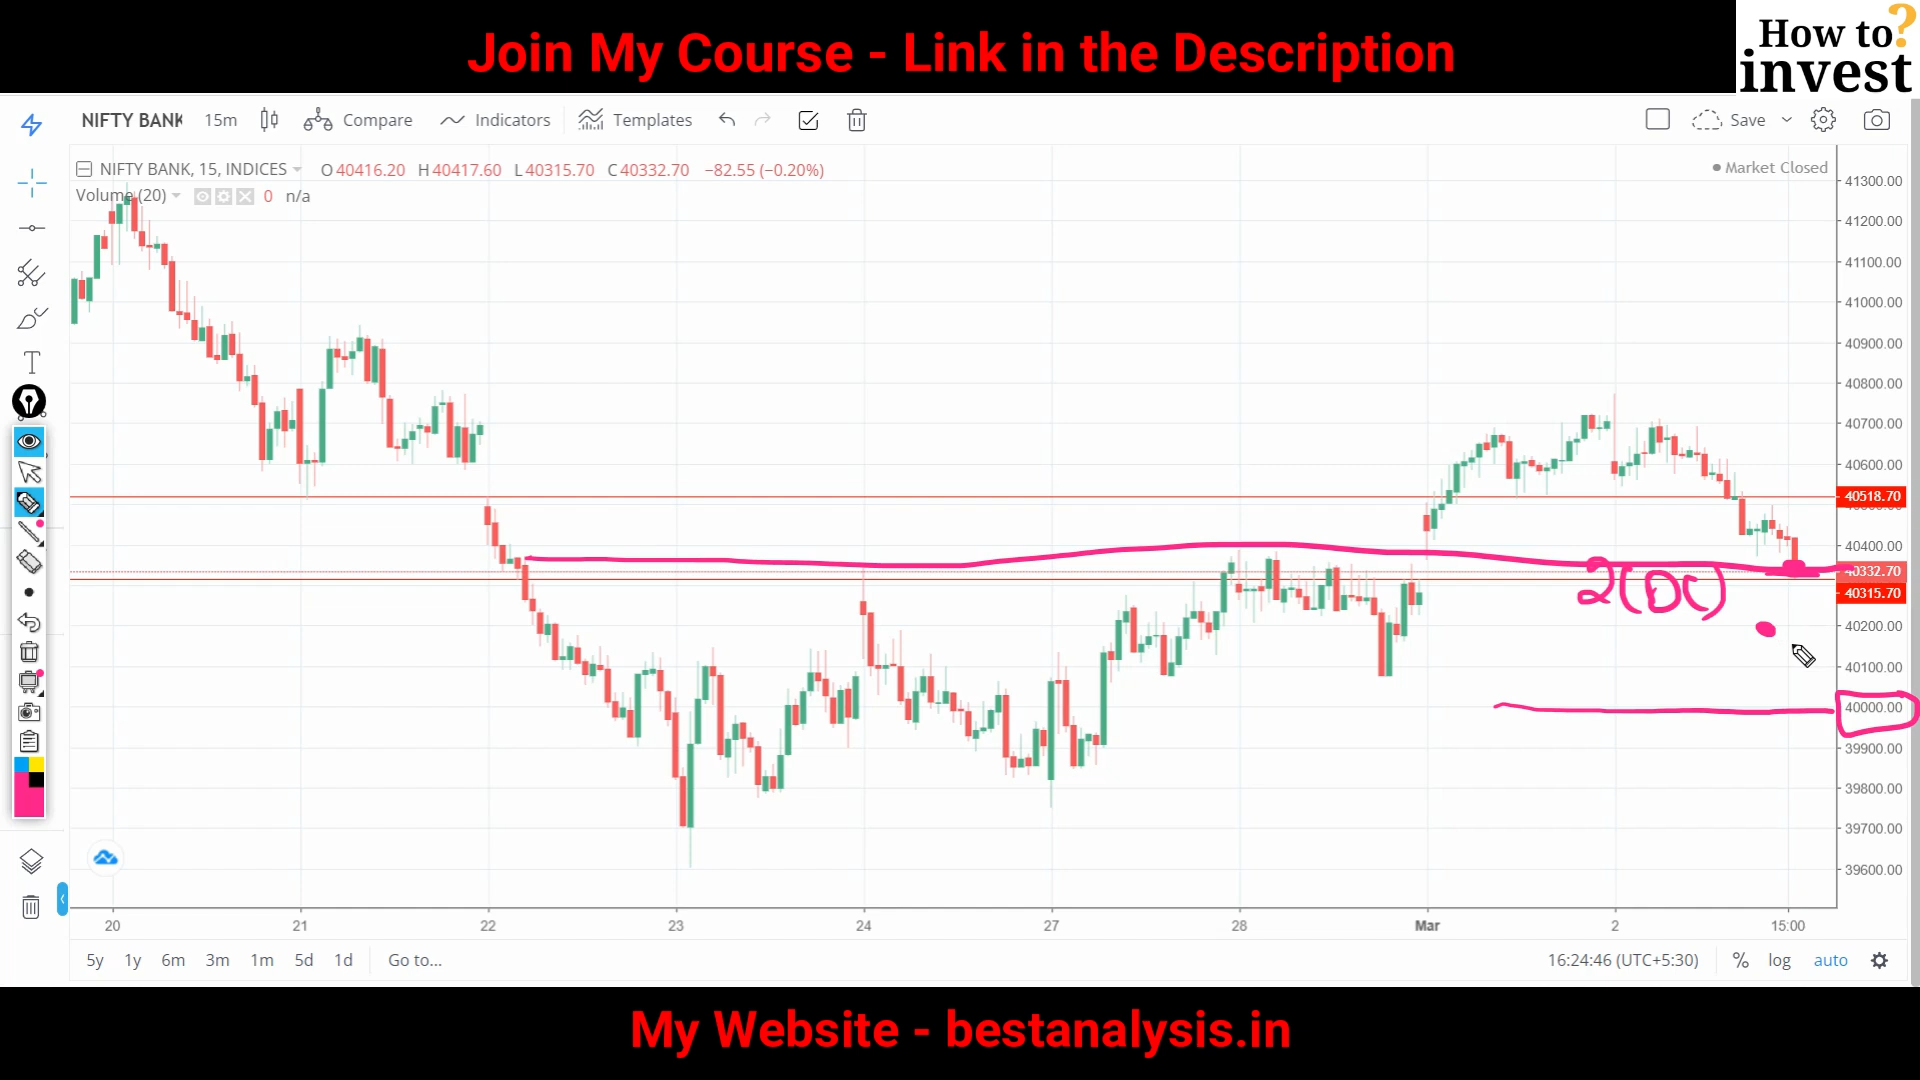 Join My Course - Link in the Description
How to?
invest
NIFTY BANK 15m Compare Indicators Templates Save
NIFTY BANK, 15, INDICES O40416.20 H40417.60 L40315.70 C40332.70 −82.55 (−0.20%)
Market Closed
Volume (20) 0 n/a
41300.00
41200.00
41100.00
41000.00
40900.00
40800.00
40700.00
40600.00
40518.70
40400.00
40332.70
40315.70
2(DC)
40200.00
40100.00
40000.00
39900.00
39800.00
39700.00
39600.00
20 21 22 23 24 27 28 Mar 2 15:00
5y 1y 6m 3m 1m 5d 1d Go to... 16:24:46 (UTC+5:30) % log auto
My Website - bestanalysis.in